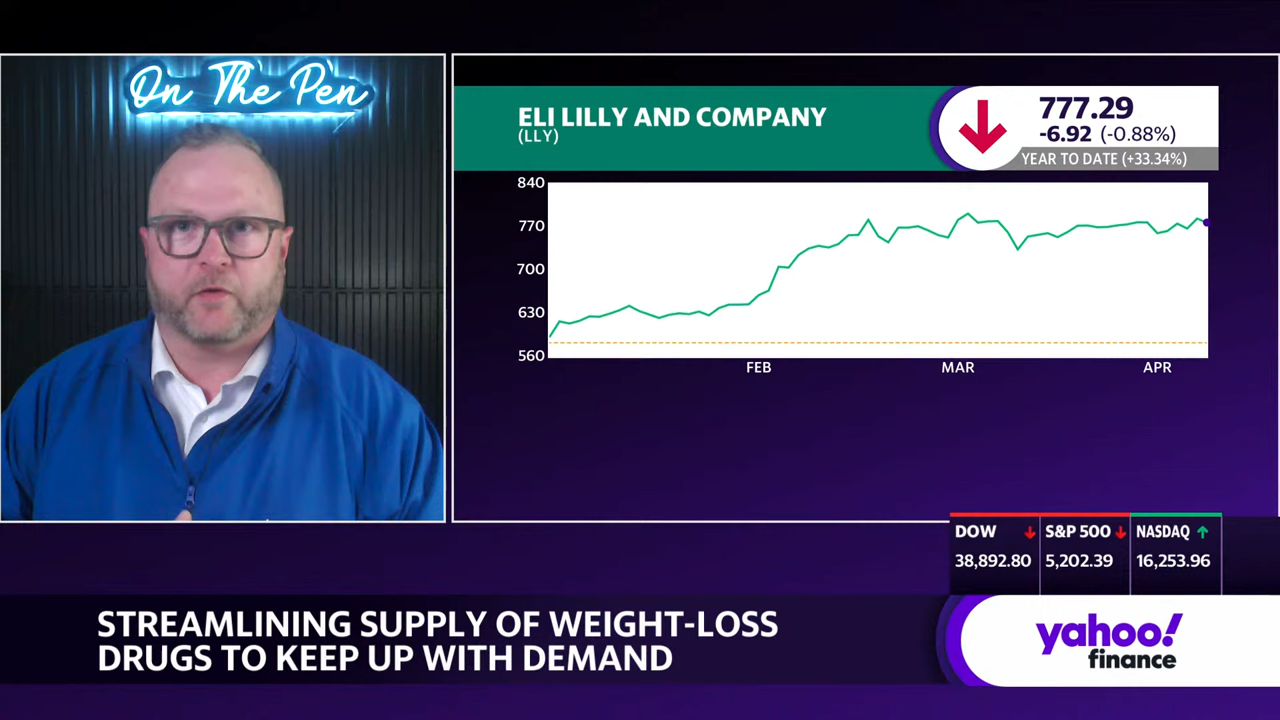 On The Pen
ELI LILLY AND COMPANY
(LLY)
777.29
-6.92 (-0.88%)
YEAR TO DATE (+33.34%)
840
770
700
630
560
FEB MAR APR
DOW S&P 500 NASDAQ
38,892.80 5,202.39 16,253.96
STREAMLINING SUPPLY OF WEIGHT-LOSS
DRUGS TO KEEP UP WITH DEMAND
yahoo!
finance